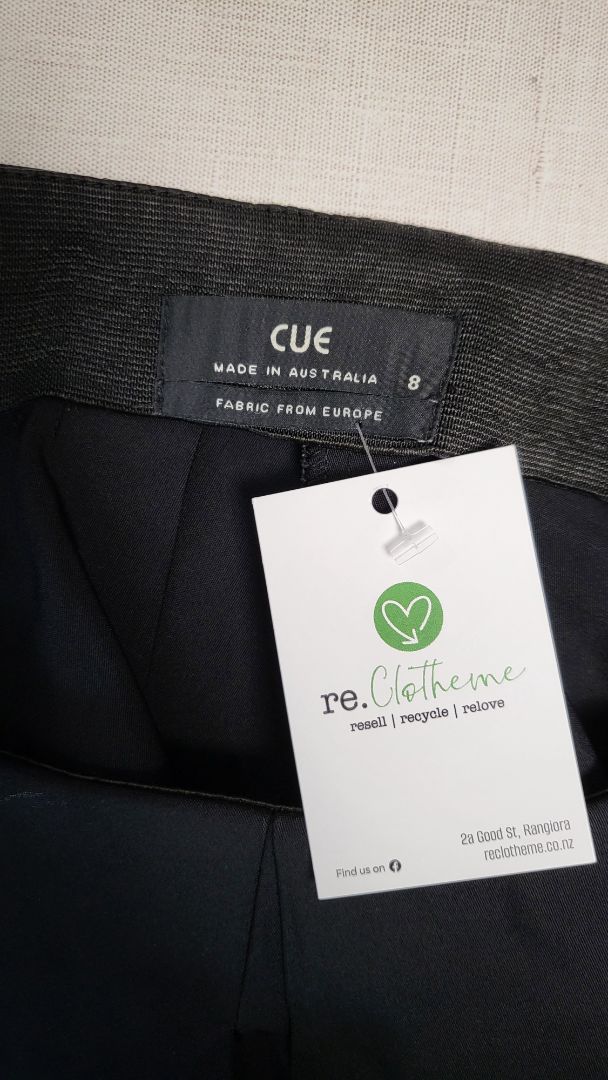 CUE
MADE IN AUSTRALIA 8
FABRIC FROM EUROPE
re.Clotheme
resell | recycle | relove
2a Good St, Rangiora
reclotheme.co.nz
Find us on